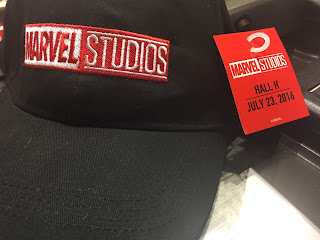 MARVEL STUDIOS
MARVEL STUDIOS
HALL H
JULY 23, 2016